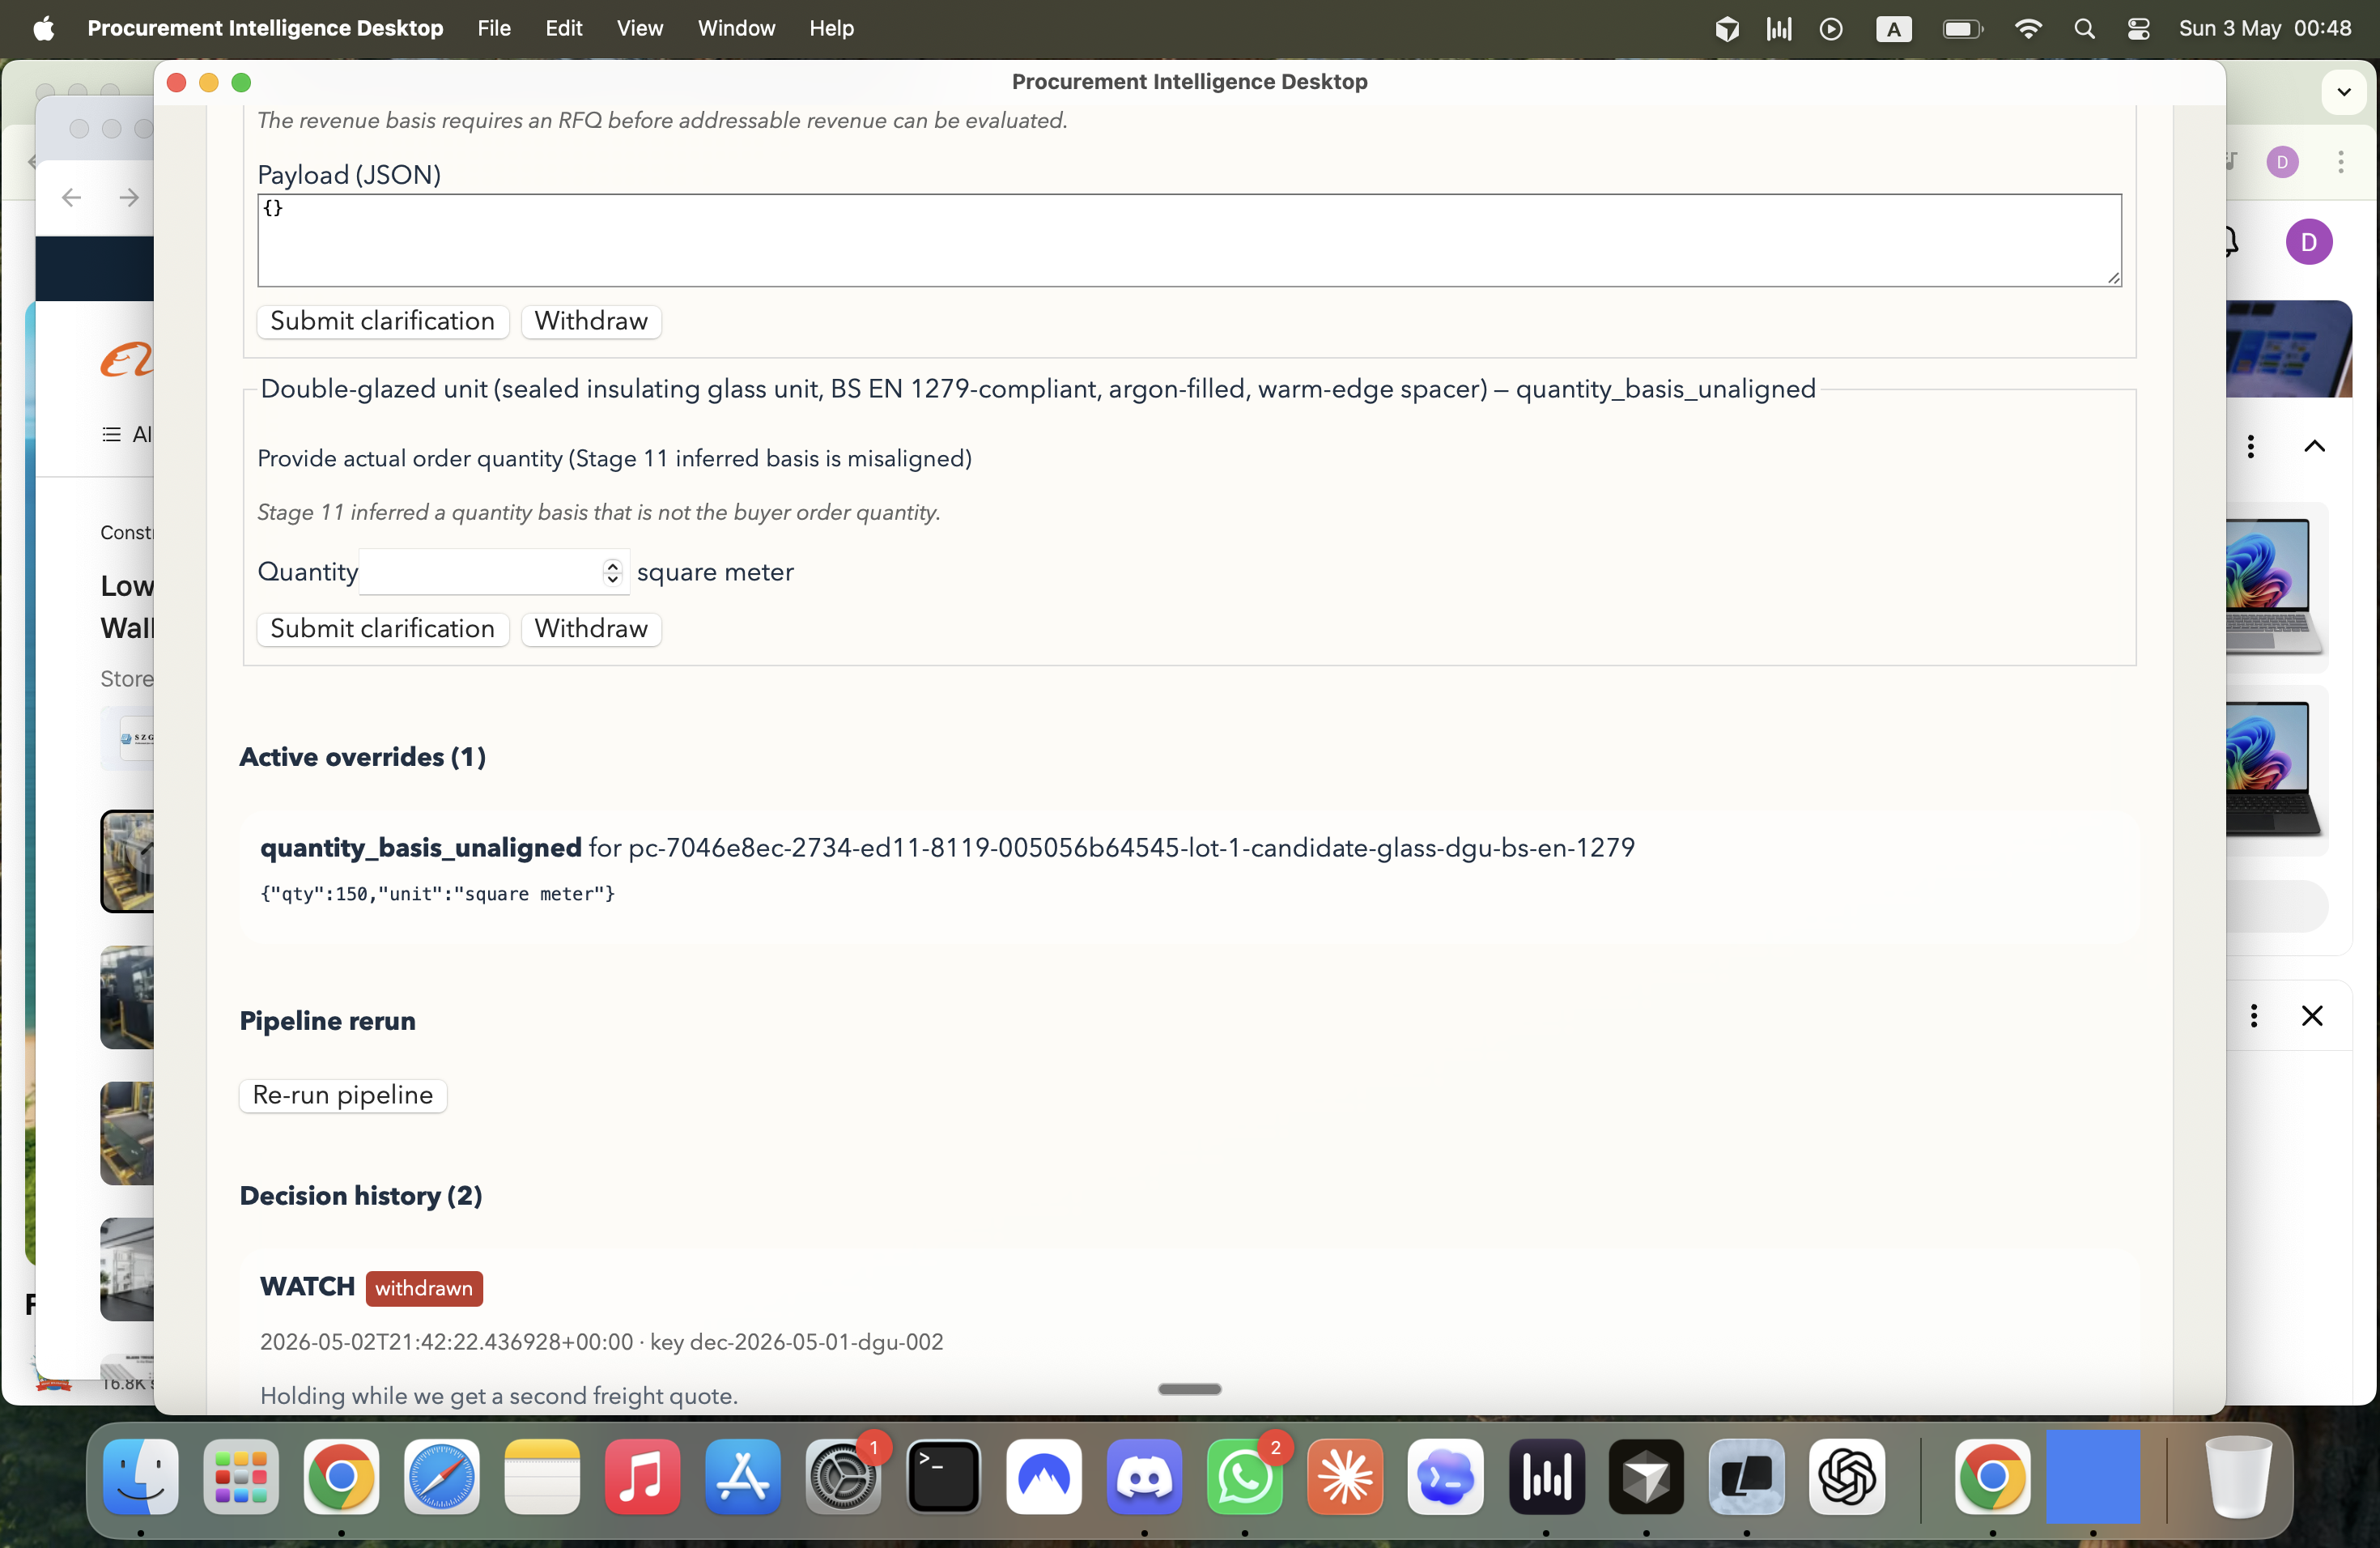 Procurement Intelligence Desktop File Edit View Window Help
A
Sun 3 May 00:48
Procurement Intelligence Desktop
The revenue basis requires an RFQ before addressable revenue can be evaluated.
Payload (JSON)
{}
Submit clarification Withdraw
Double-glazed unit (sealed insulating glass unit, BS EN 1279-compliant, argon-filled, warm-edge spacer) — quantity_basis_unaligned
Provide actual order quantity (Stage 11 inferred basis is misaligned)
Stage 11 inferred a quantity basis that is not the buyer order quantity.
Quantity square meter
Submit clarification Withdraw
Active overrides (1)
quantity_basis_unaligned for pc-7046e8ec-2734-ed11-8119-005056b64545-lot-1-candidate-glass-dgu-bs-en-1279
{"qty":150,"unit":"square meter"}
Pipeline rerun
Re-run pipeline
Decision history (2)
WATCH withdrawn
2026-05-02T21:42:22.436928+00:00 · key dec-2026-05-01-dgu-002
Holding while we get a second freight quote.
Al
Const
Low
Wall
Store
SZG
F
16.8K s
D
D
1
2